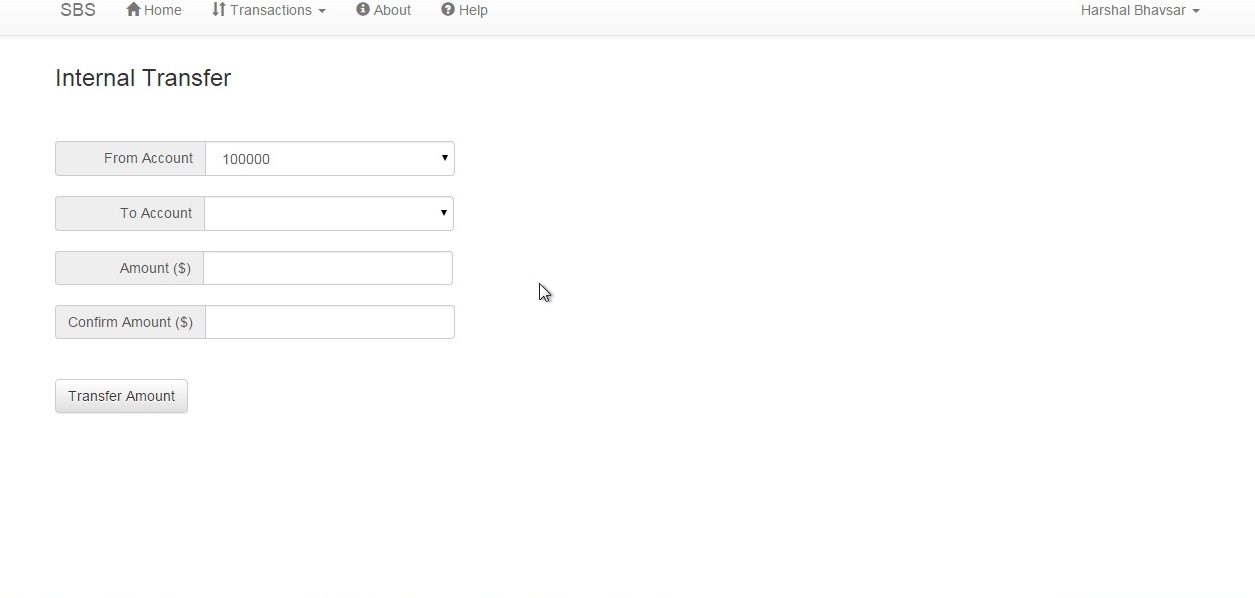 SBS Home Transactions About Help Harshal Bhavsar
Internal Transfer
From Account 100000
To Account
Amount ($)
Confirm Amount ($)
Transfer Amount